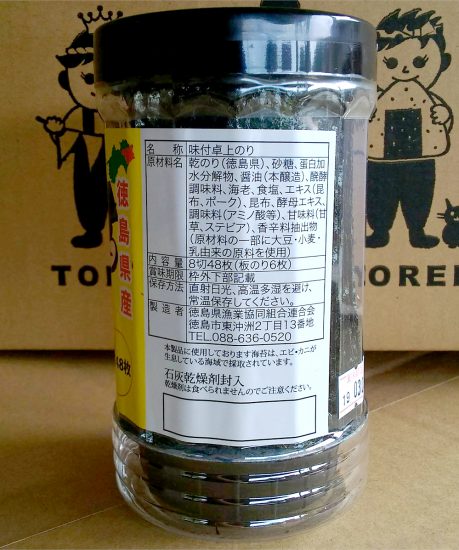 名　称 味付卓上のり
原材料名 乾のり(徳島県)、砂糖、蛋白加
水分解物、醤油(本醸造)、醗酵
調味料、海老、食塩、エキス(昆
布、ポーク)、昆布、酵母エキス、
調味料(アミノ酸等)、甘味料(甘
草、ステビア)、香辛料抽出物
(原材料の一部に大豆・小麦・
乳由来の原料を使用)
内容量 8切48枚(板のり6枚)
賞味期限 枠外下部記載
保存方法 直射日光、高温多湿を避け、
常温保存してください。
製造者 徳島県漁業協同組合連合会
徳島市東沖洲2丁目13番地
TEL.088-636-0520
本製品に使用しております海苔は、エビ・カニが
生息している海域で採取されています。
石灰乾燥剤封入
乾燥剤は食べられませんのでご注意ください。
徳島県産
48枚